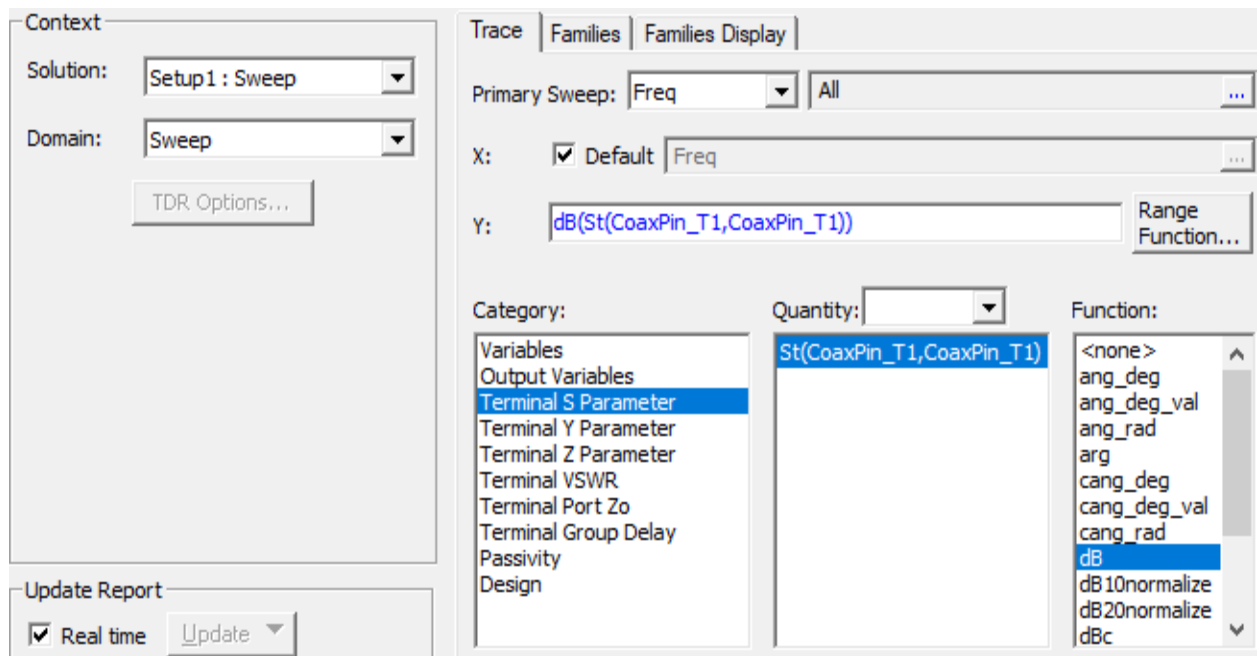 Context
Solution: Setup1 : Sweep
Domain: Sweep
TDR Options...
Update Report
Real time Update
Trace Families Families Display
Primary Sweep: Freq All ...
X: Default Freq ...
Y: dB(St(CoaxPin_T1,CoaxPin_T1)) Range Function...
Category:
Variables
Output Variables
Terminal S Parameter
Terminal Y Parameter
Terminal Z Parameter
Terminal VSWR
Terminal Port Zo
Terminal Group Delay
Passivity
Design
Quantity:
St(CoaxPin_T1,CoaxPin_T1)
Function:
<none>
ang_deg
ang_deg_val
ang_rad
arg
cang_deg
cang_deg_val
cang_rad
dB
dB10normalize
dB20normalize
dBc